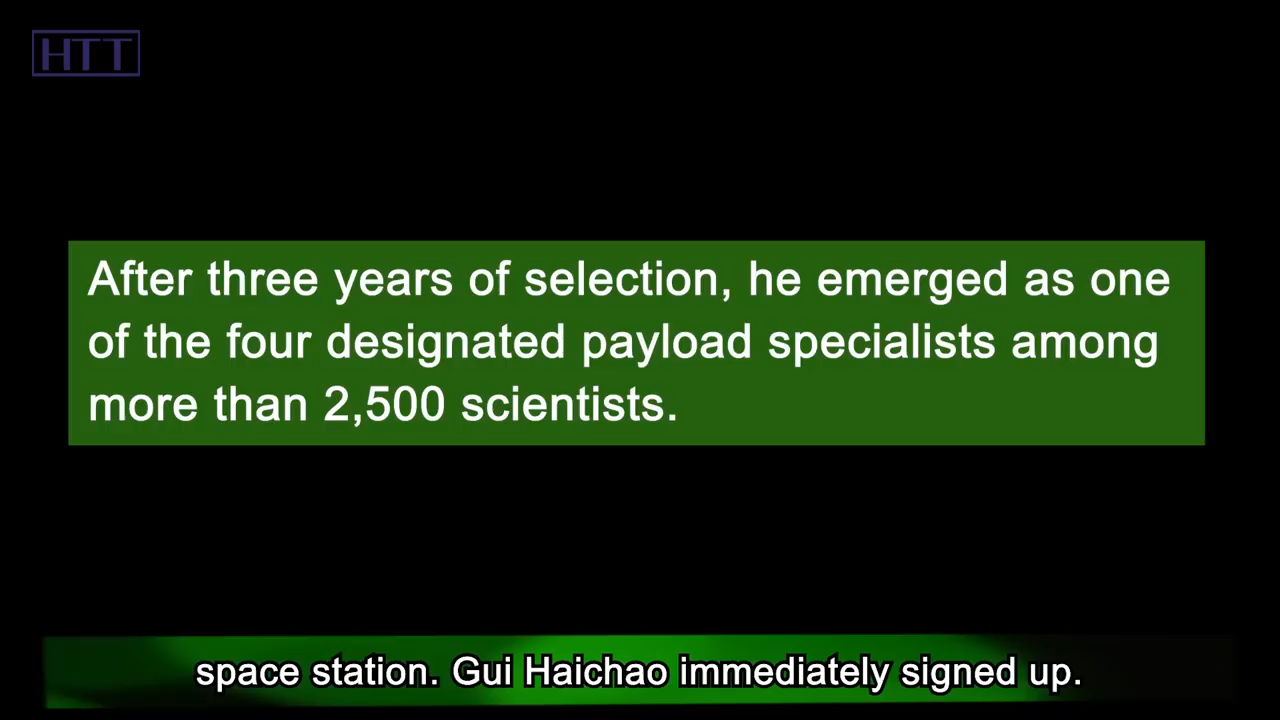 HTT
After three years of selection, he emerged as one
of the four designated payload specialists among
more than 2,500 scientists.
space station. Gui Haichao immediately signed up.